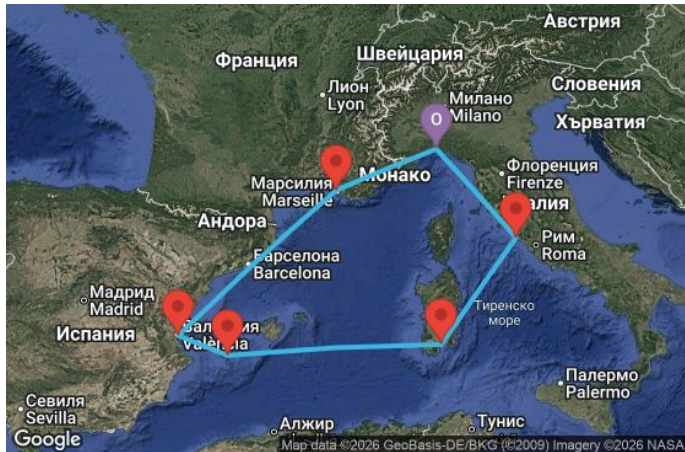 Австрия
Франция
Швейцария
Лион
Lyon
Милано
Milano
Словения
Хърватия
O
Марсилия
Marseille
Монако
Флоренция
Firenze
Андора
Рим
Roma
Барселона
Barcelona
Мадрид
Madrid
Испания
València
Тиренско
море
Палермо
Palermo
Севиля
Sevilla
Алжир
Тунис
Google
Map data ©2026 GeoBasis-DE/BKG (©2009) Imagery ©2026 NASA